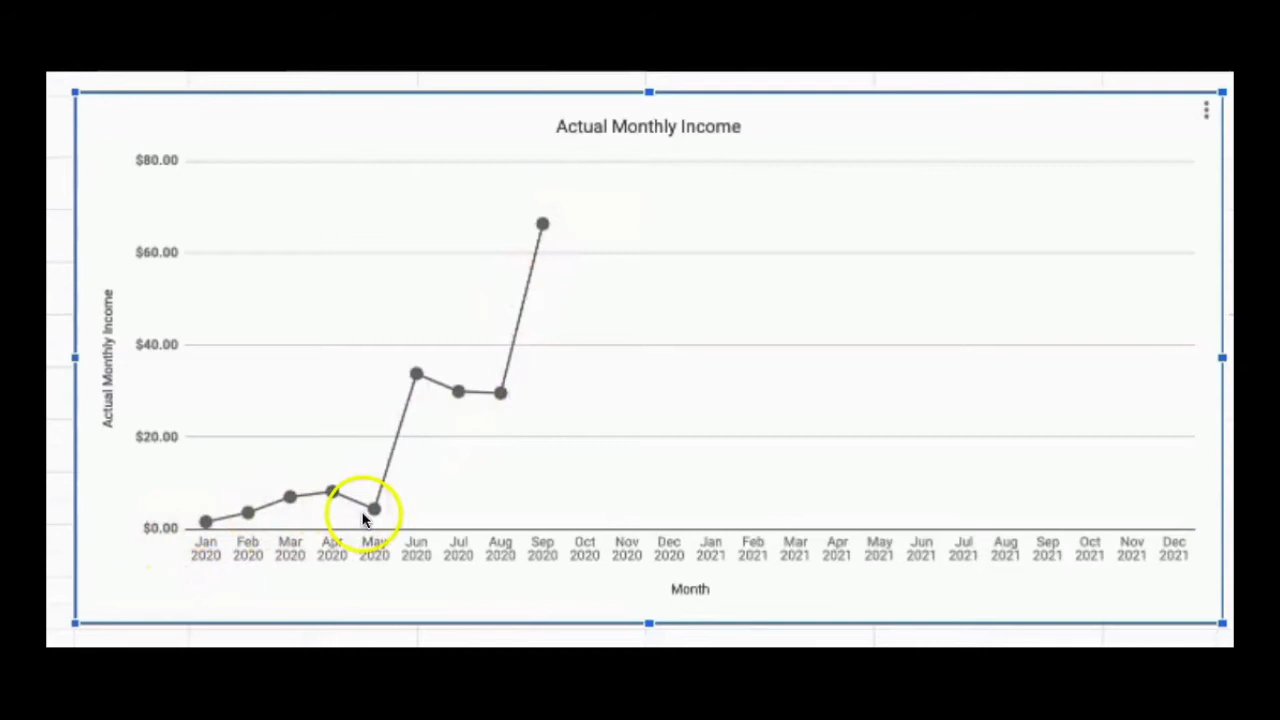 Actual Monthly Income
$80.00
$60.00
$40.00
$20.00
$0.00
Actual Monthly Income
Jan Feb Mar Apr May Jun Jul Aug Sep Oct Nov Dec Jan Feb Mar Apr May Jun Jul Aug Sep Oct Nov Dec
2020 2020 2020 2020 2020 2020 2020 2020 2020 2020 2020 2020 2021 2021 2021 2021 2021 2021 2021 2021 2021 2021 2021 2021
Month